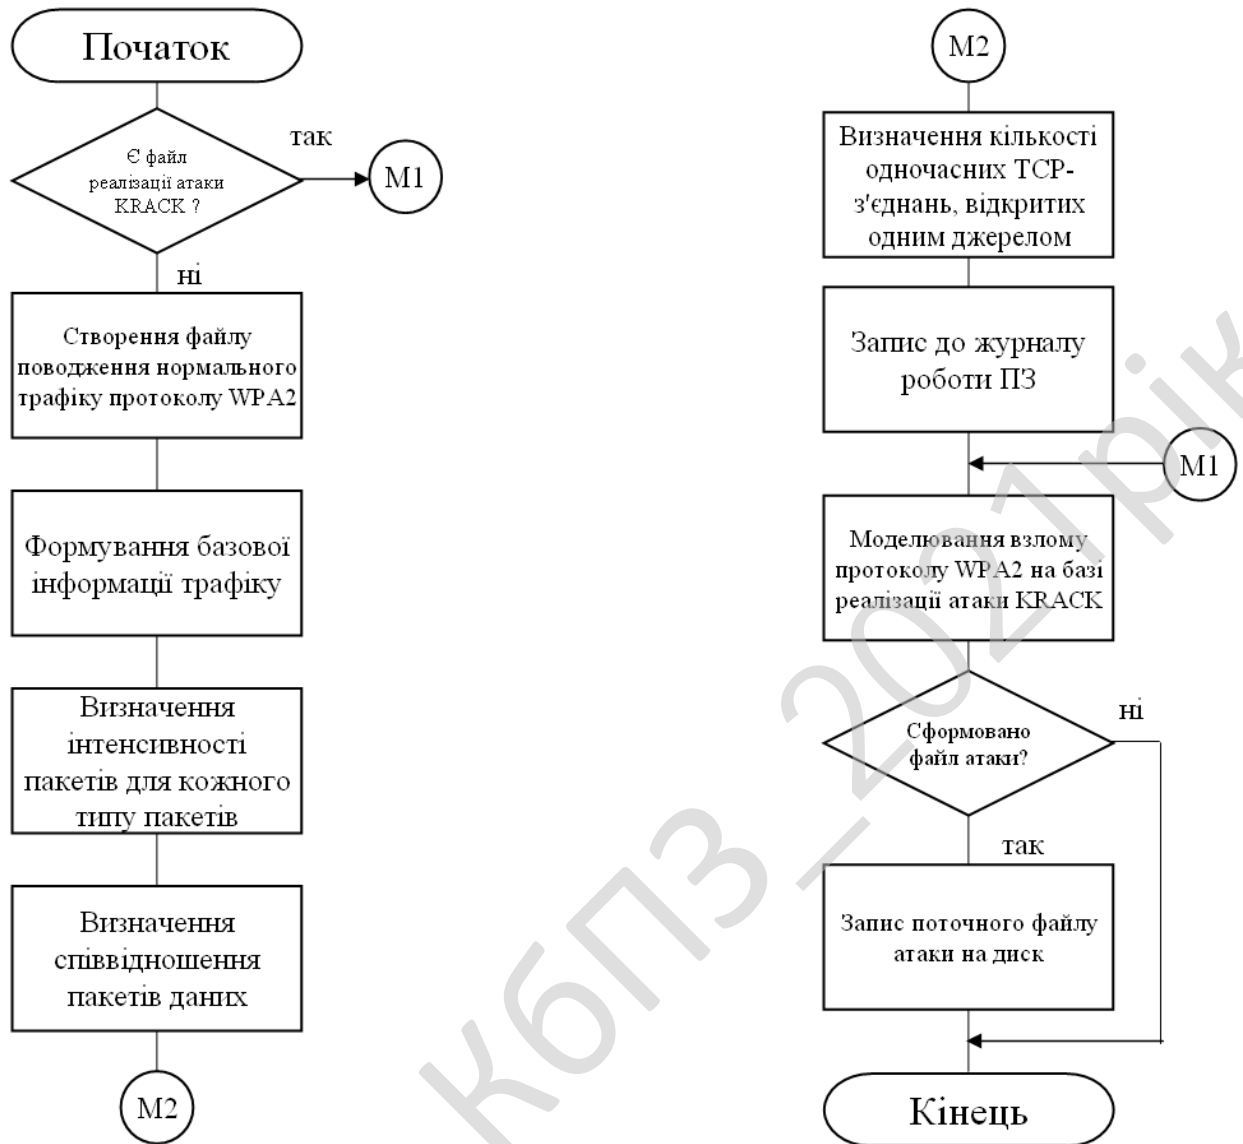 Початок
Є файл
реалізації атаки
KRACK ?
так
M1
ні
Створення файлу
поводження нормального
трафіку протоколу WPA2
Формування базової
інформації трафіку
Визначення
інтенсивності
пакетів для кожного
типу пакетів
Визначення
співвідношення
пакетів даних
M2
M2
Визначення кількості
одночасних TCP-
з'єднань, відкритих
одним джерелом
Запис до журналу
роботи ПЗ
M1
Моделювання взлому
протоколу WPA2 на базі
реалізації атаки KRACK
Сформовано
файл атаки?
ні
так
Запис поточного файлу
атаки на диск
Кінець
КбПЗ_2021рік